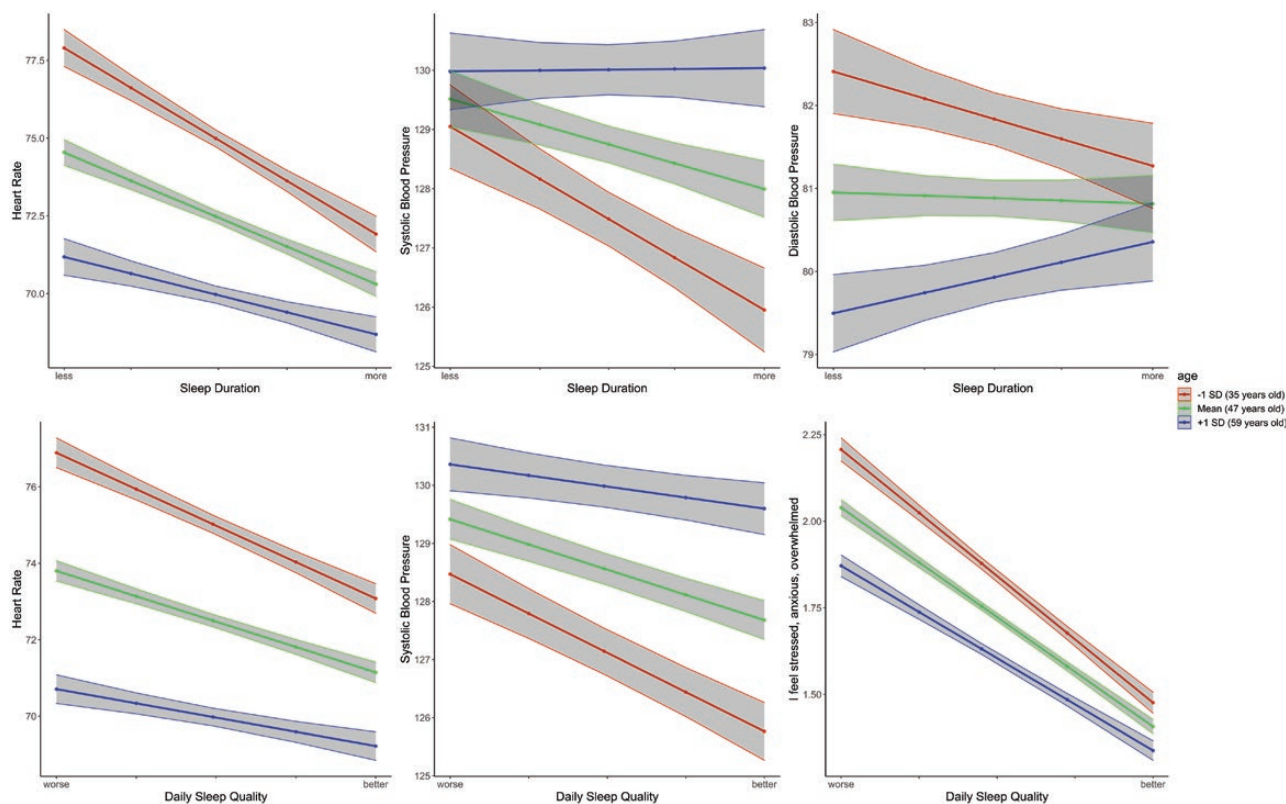 Heart Rate
77.5
75.0
72.5
70.0
less
more
Sleep Duration
Systolic Blood Pressure
130
129
128
127
126
125
less
more
Sleep Duration
Diastolic Blood Pressure
83
82
81
80
79
less
more
Sleep Duration
age
-1 SD (35 years old)
Mean (47 years old)
+1 SD (59 years old)
Heart Rate
76
74
72
70
worse
better
Daily Sleep Quality
Systolic Blood Pressure
131
130
129
128
127
126
125
worse
better
Daily Sleep Quality
I feel stressed, anxious, overwhelmed
2.25
2.00
1.75
1.50
worse
better
Daily Sleep Quality